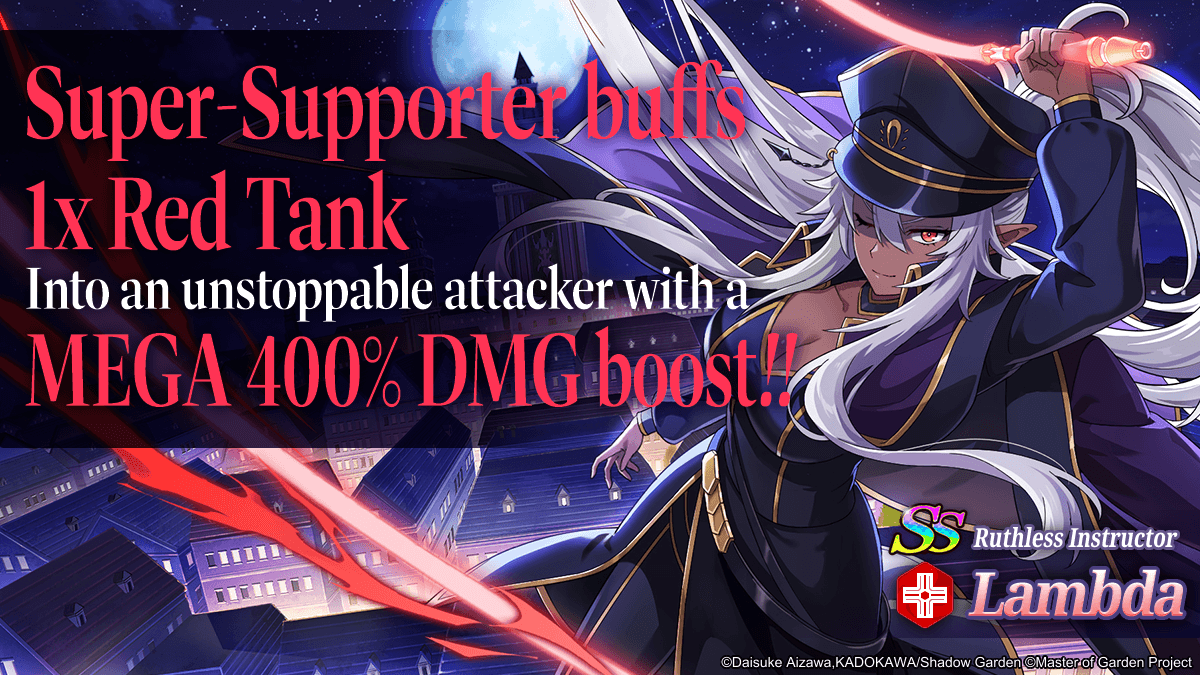 Super-Supporter buffs
1x Red Tank
Into an unstoppable attacker with a
MEGA 400% DMG boost!!
SS Ruthless Instructor
Lambda
©Daisuke Aizawa,KADOKAWA/Shadow Garden ©Master of Garden Project